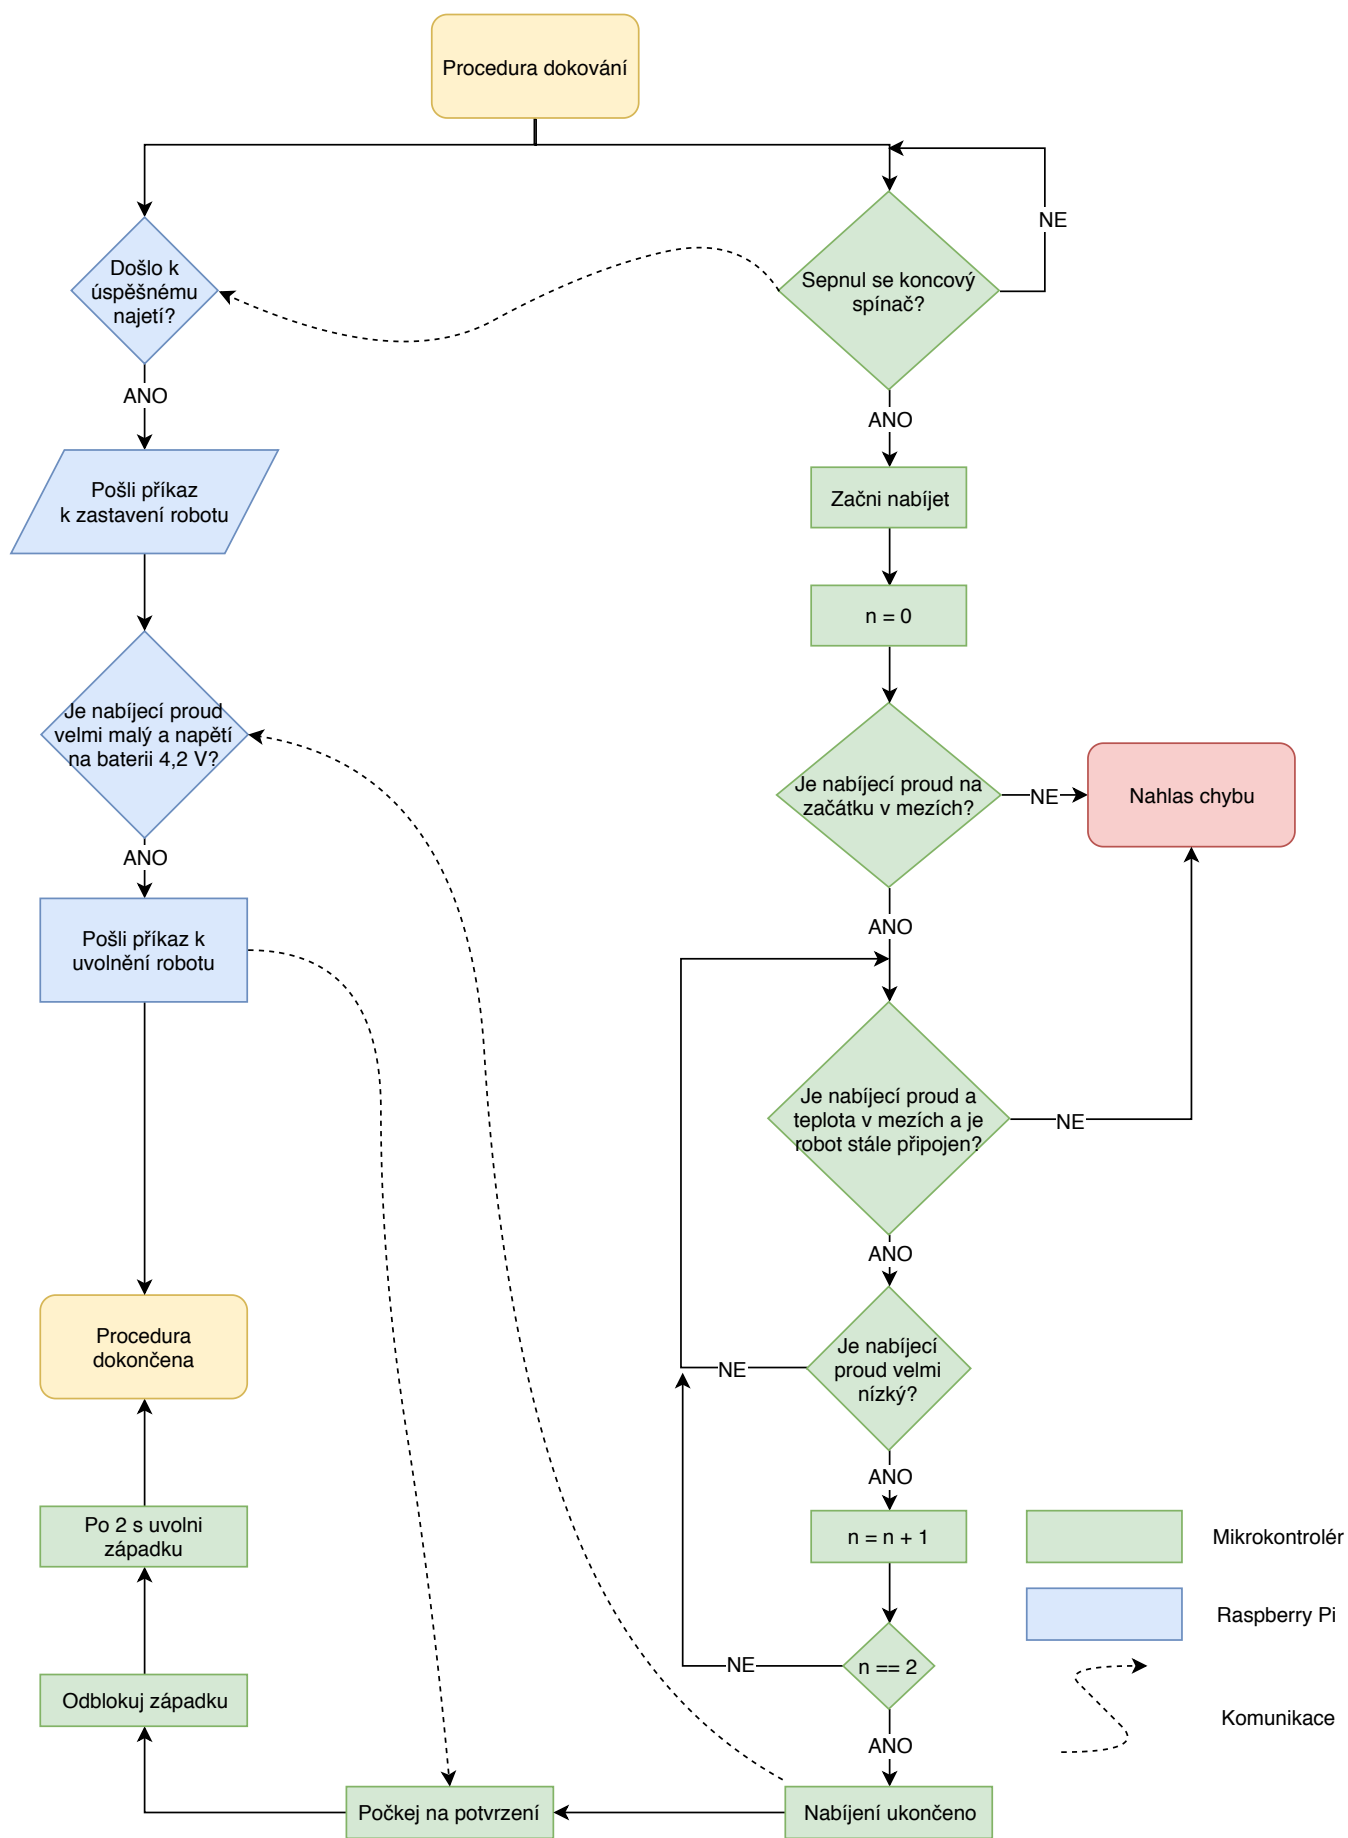 Procedura dokování
NE
Došlo k
úspěšnému
najetí?
Sepnul se koncový
spínač?
ANO
ANO
Pošli příkaz
k zastavení robotu
Začni nabíjet
n = 0
Je nabíjecí proud
velmi malý a napětí
na baterii 4,2 V?
Je nabíjecí proud na
začátku v mezích?
NE
Nahlas chybu
ANO
ANO
Pošli příkaz k
uvolnění robotu
Je nabíjecí proud a
teplota v mezích a je
robot stále připojen?
NE
ANO
Procedura
dokončena
Je nabíjecí
proud velmi
nízký?
NE
ANO
Po 2 s uvolni
západku
n = n + 1
Mikrokontrolér
Raspberry Pi
NE
n == 2
Odblokuj západku
Komunikace
ANO
Počkej na potvrzení
Nabíjení ukončeno